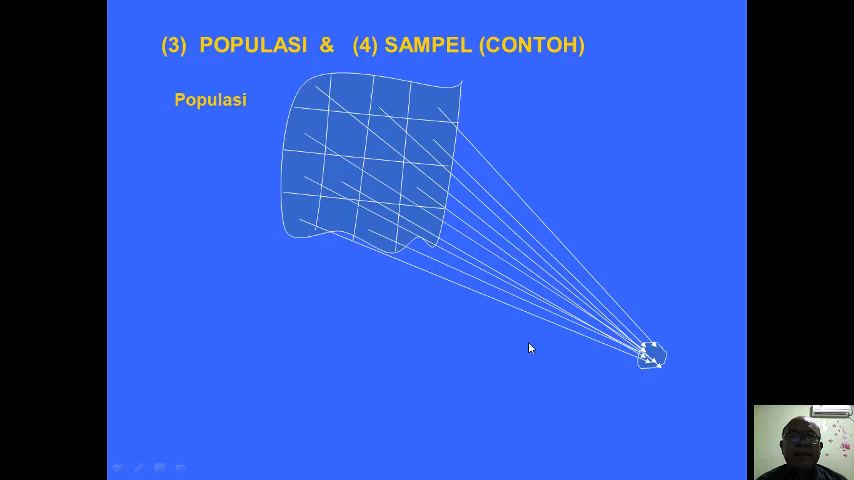 (3) POPULASI & (4) SAMPEL (CONTOH)
Populasi